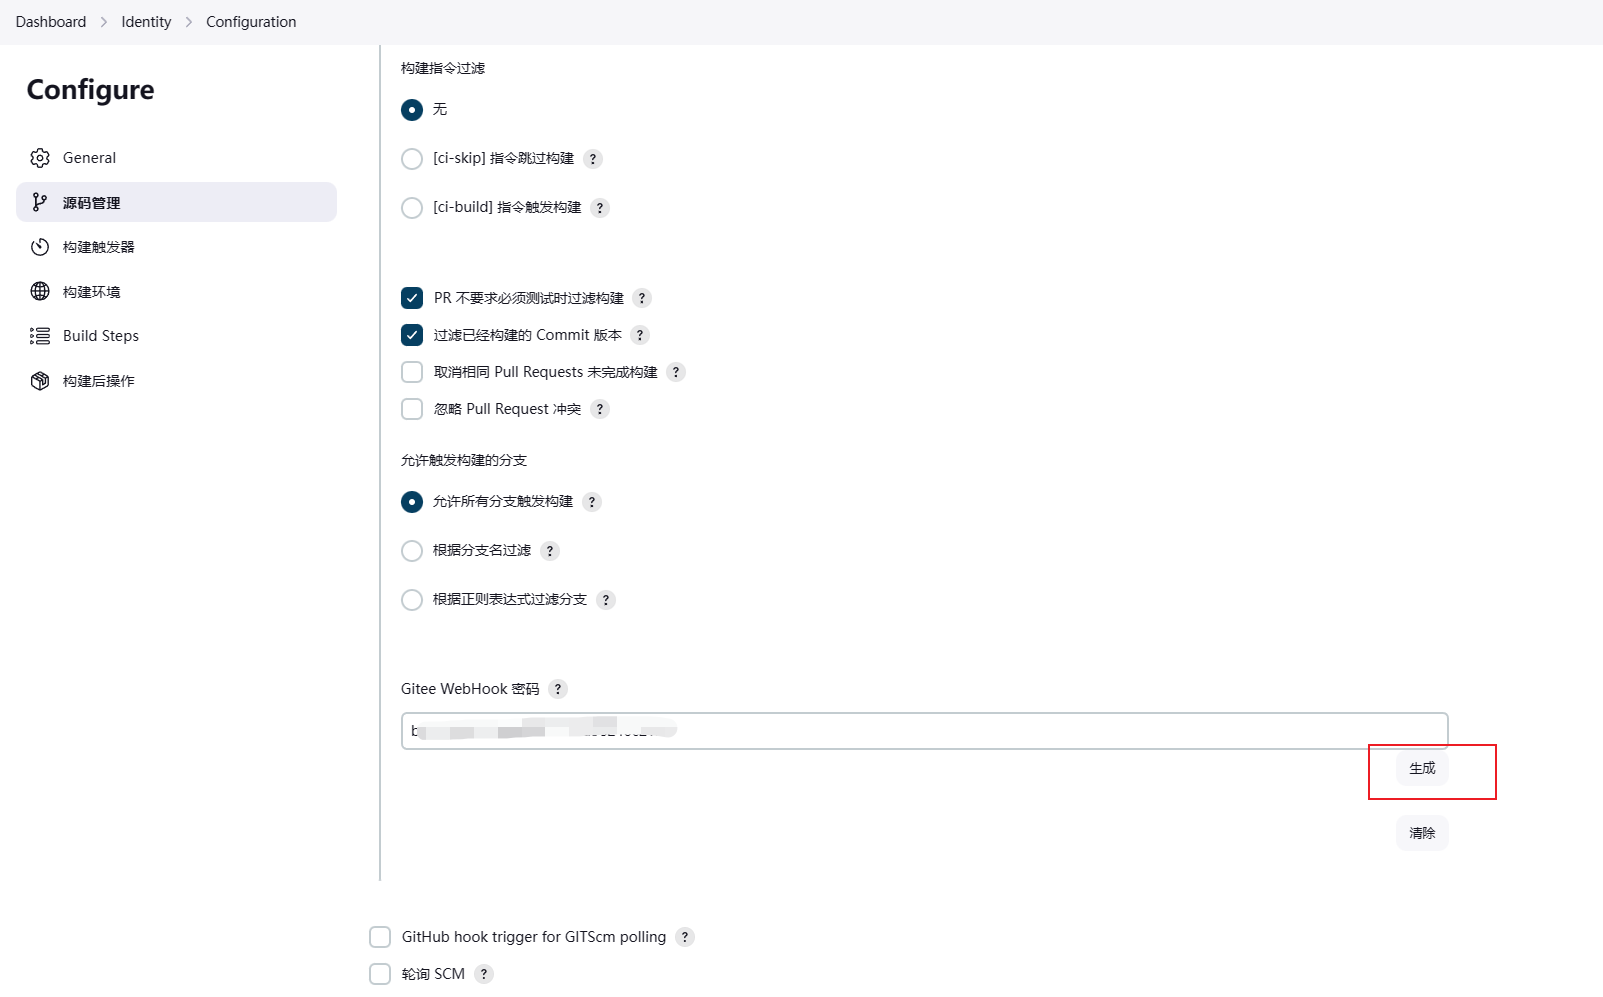 Dashboard > Identity > Configuration
Configure
General
源码管理
构建触发器
构建环境
Build Steps
构建后操作
构建指令过滤
无
[ci-skip] 指令跳过构建 ?
[ci-build] 指令触发构建 ?
PR 不要求必须测试时过滤构建 ?
过滤已经构建的 Commit 版本 ?
取消相同 Pull Requests 未完成构建 ?
忽略 Pull Request 冲突 ?
允许触发构建的分支
允许所有分支触发构建 ?
根据分支名过滤 ?
根据正则表达式过滤分支 ?
Gitee WebHook 密码 ?
生成
清除
GitHub hook trigger for GITScm polling ?
轮询 SCM ?